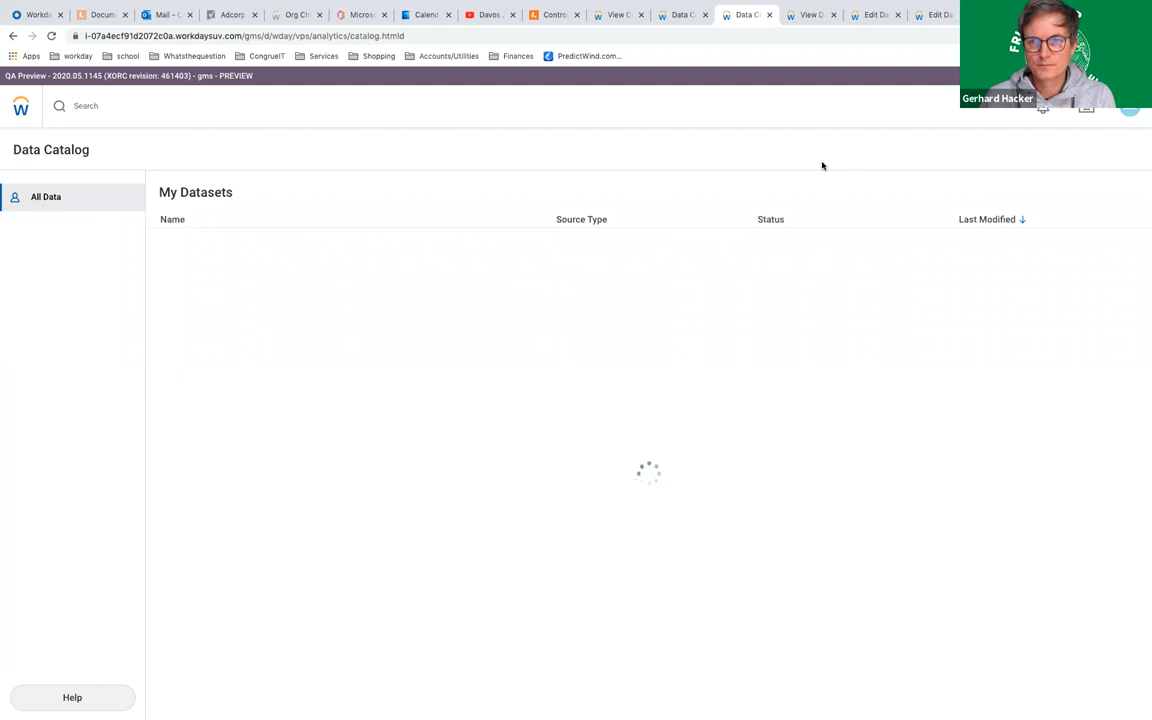 Workda
Docum
Mail – C
Adcorp
Org Ch
Micros
Calend
Daves
Contro
View C
Data C
Data C
View D
Edit Da
Edit Da
i-07a4ecf91d2072c0a.workdaysuv.com/gms/d/wday/vps/analytics/catalog.htmld
Apps workday school Whatsthequestion CongrueIT Services Shopping Accounts/Utilities Finances PredictWind.com...
QA Preview - 2020.05.1145 (XORC revision: 461403) - gms - PREVIEW
Gerhard Hacker
Search
Data Catalog
All Data
My Datasets
Name Source Type Status Last Modified
Help